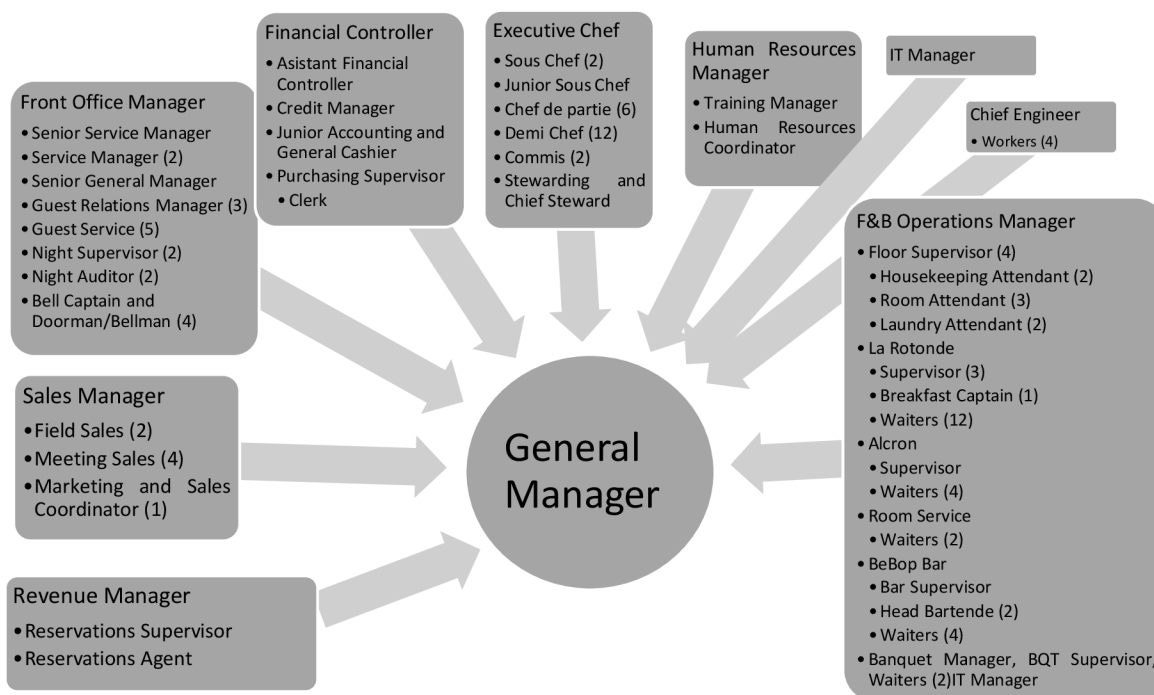 Front Office Manager
• Senior Service Manager
• Service Manager (2)
• Senior General Manager
• Guest Relations Manager (3)
• Guest Service (5)
• Night Supervisor (2)
• Night Auditor (2)
• Bell Captain and
Doorman/Bellman (4)
Financial Controller
• Asistant Financial
Controller
• Credit Manager
• Junior Accounting and
General Cashier
• Purchasing Supervisor
• Clerk
Executive Chef
• Sous Chef (2)
• Junior Sous Chef
• Chef de partie (6)
• Demi Chef (12)
• Commis (2)
• Stewarding and
Chief Steward
Human Resources
Manager
• Training Manager
• Human Resources
Coordinator
IT Manager
Chief Engineer
• Workers (4)
F&B Operations Manager
• Floor Supervisor (4)
• Housekeeping Attendant (2)
• Room Attendant (3)
• Laundry Attendant (2)
• La Rotonde
• Supervisor (3)
• Breakfast Captain (1)
• Waiters (12)
• Alcron
• Supervisor
• Waiters (4)
• Room Service
• Waiters (2)
• BeBop Bar
• Bar Supervisor
• Head Bartende (2)
• Waiters (4)
• Banquet Manager, BQT Supervisor,
Waiters (2)IT Manager
Sales Manager
• Field Sales (2)
• Meeting Sales (4)
• Marketing and Sales
Coordinator (1)
Revenue Manager
• Reservations Supervisor
• Reservations Agent
General
Manager